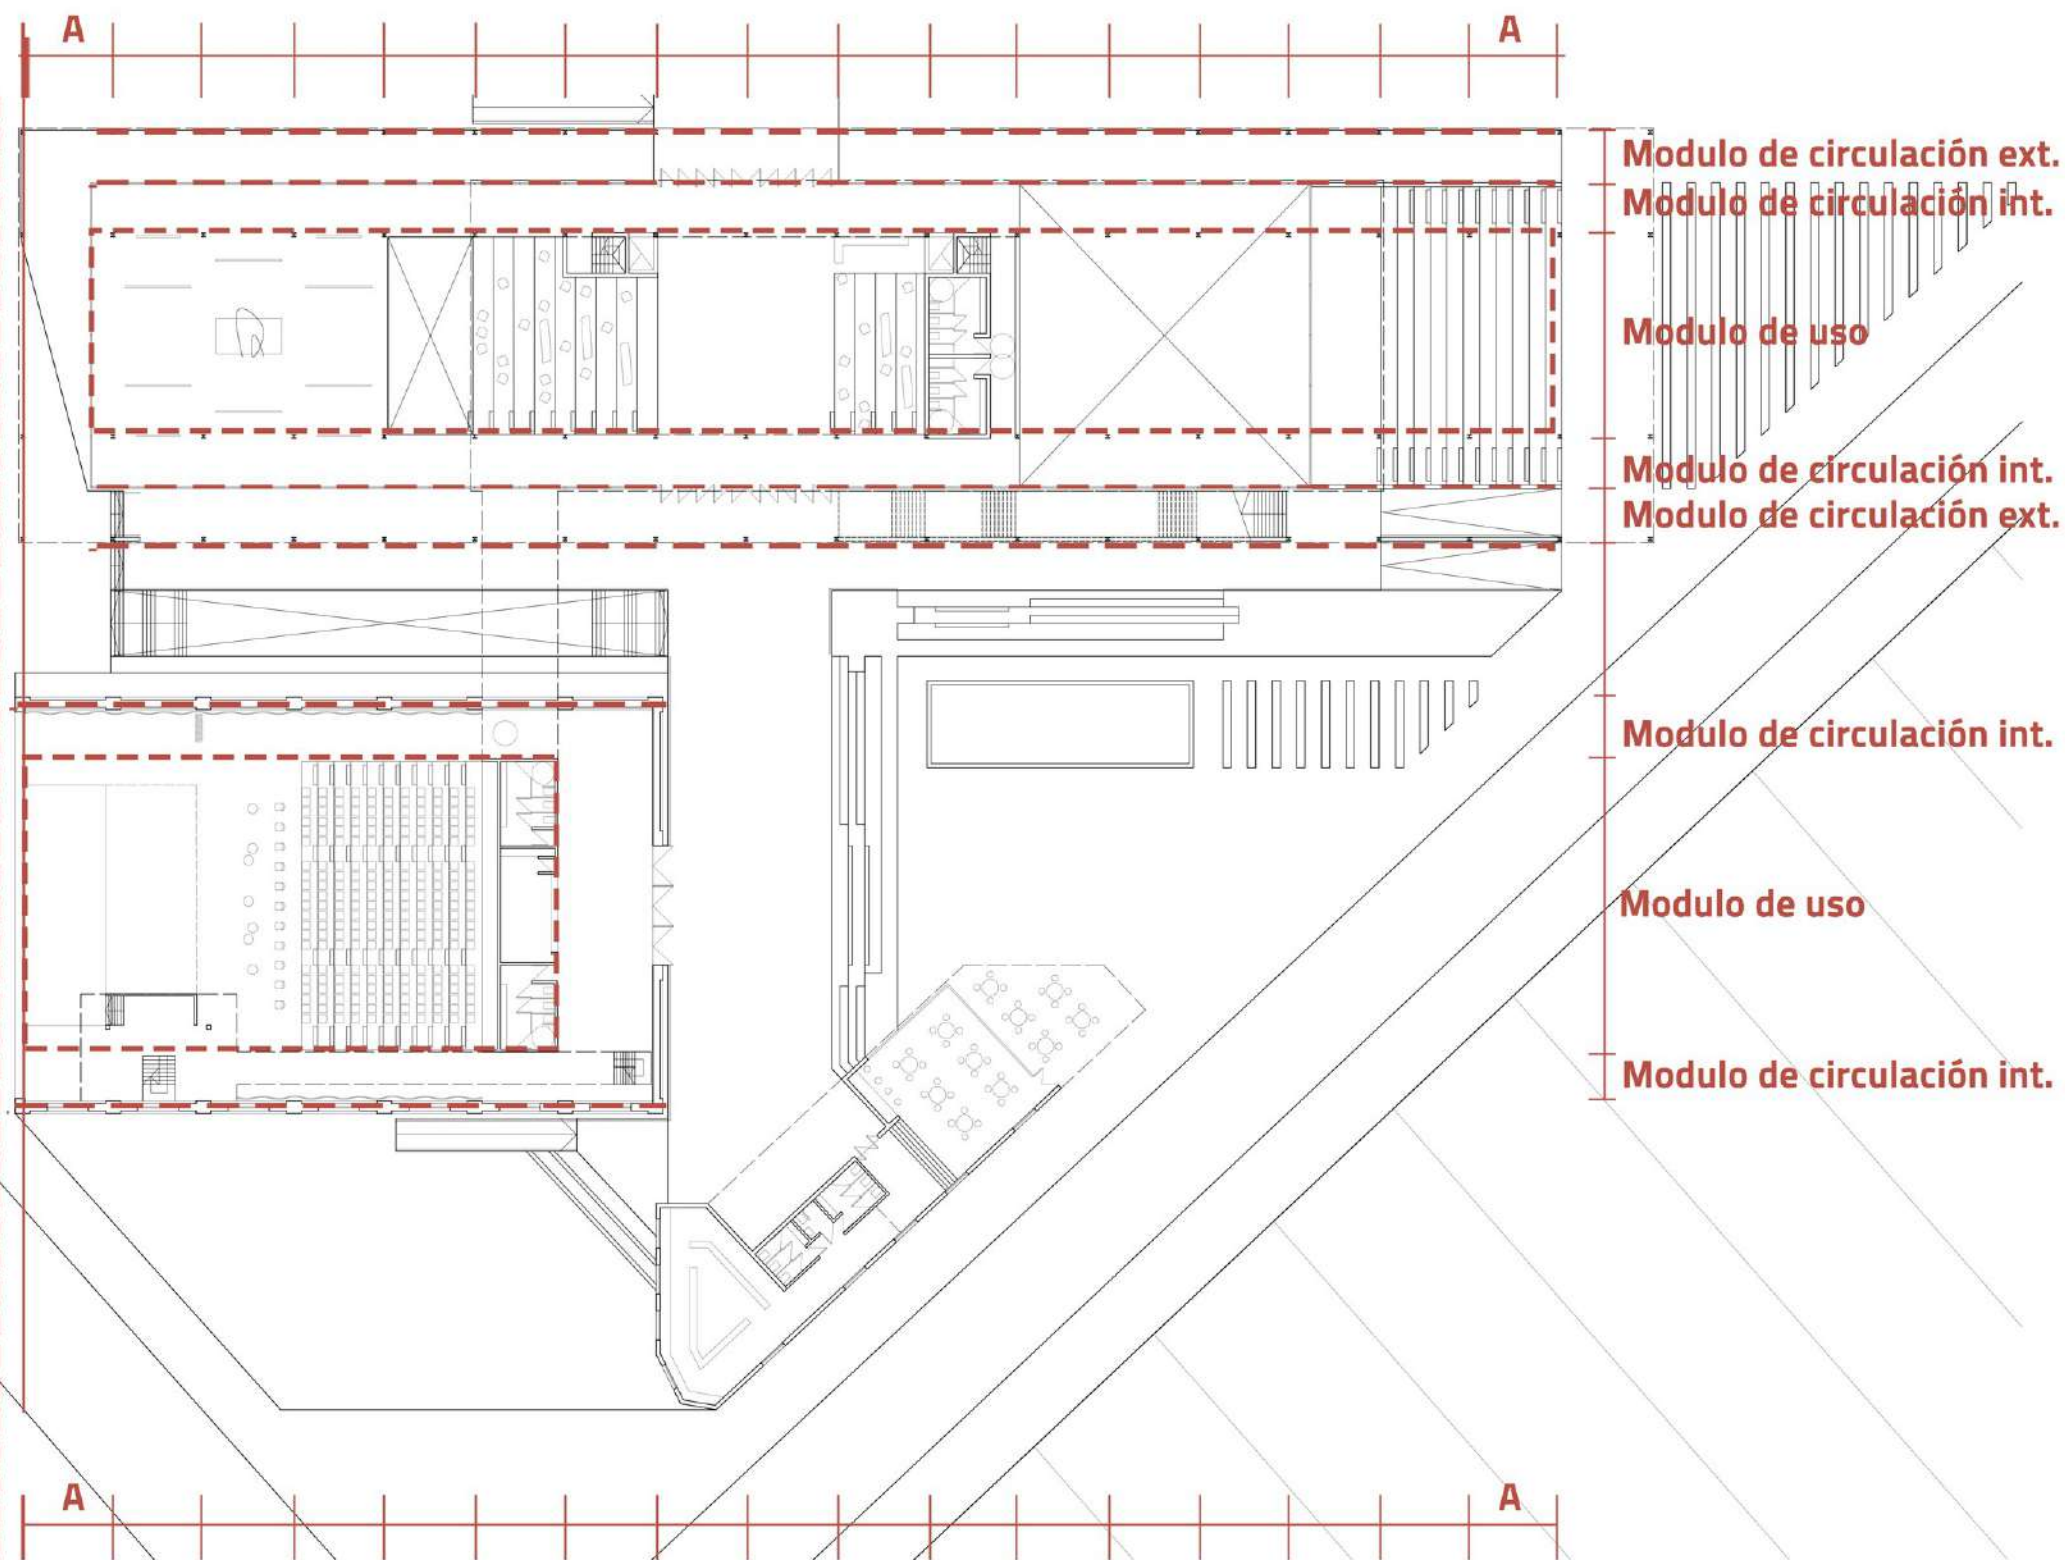 A A
Modulo de circulación ext.
Modulo de circulación int.
Modulo de uso
Modulo de circulación int.
Modulo de circulación ext.
Modulo de circulación int.
Modulo de uso
Modulo de circulación int.
A A